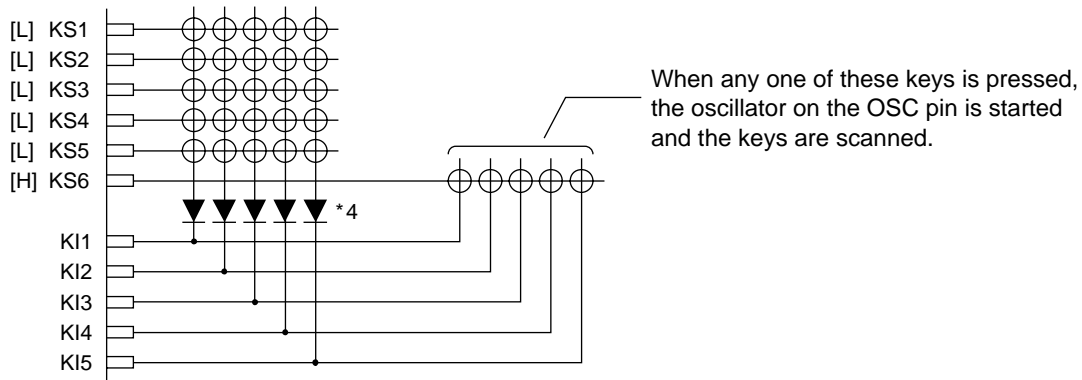 [L] KS1
[L] KS2
[L] KS3
[L] KS4
[L] KS5
[H] KS6
When any one of these keys is pressed,
the oscillator on the OSC pin is started
and the keys are scanned.
*4
KI1
KI2
KI3
KI4
KI5